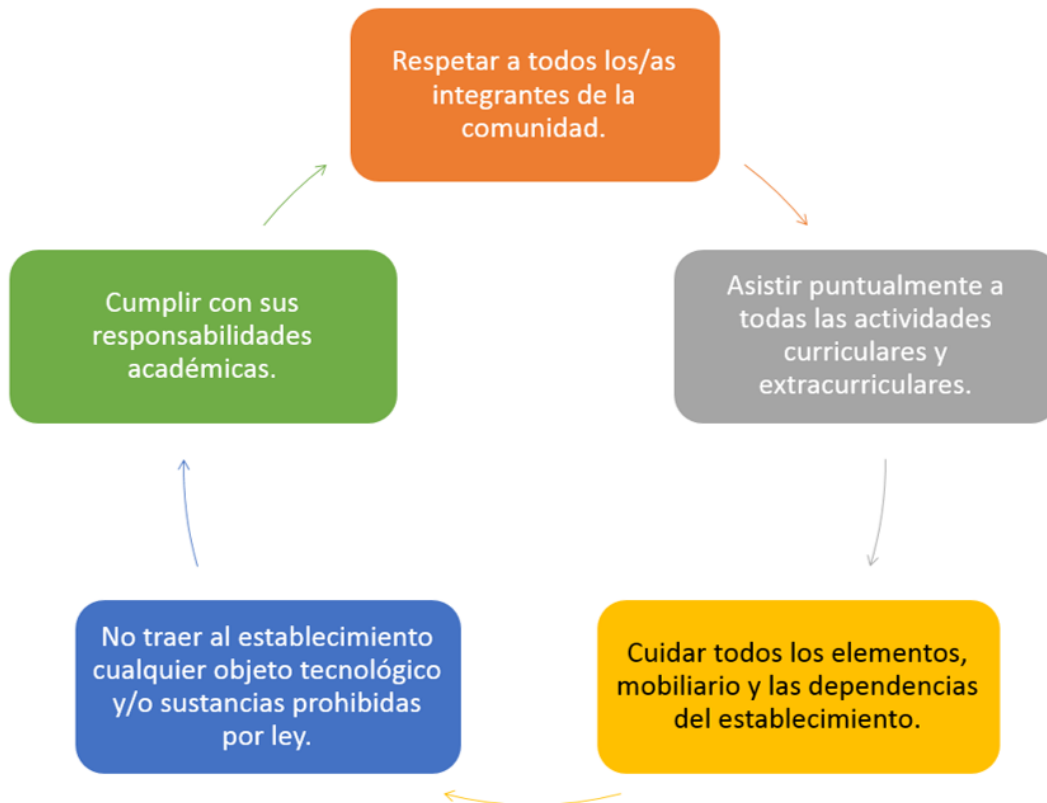 Respetar a todos los/as
integrantes de la
comunidad.
Asistir puntualmente a
todas las actividades
curriculares y
extracurriculares.
Cuidar todos los elementos,
mobiliario y las dependencias
del establecimiento.
No traer al establecimiento
cualquier objeto tecnológico
y/o sustancias prohibidas
por ley.
Cumplir con sus
responsabilidades
académicas.